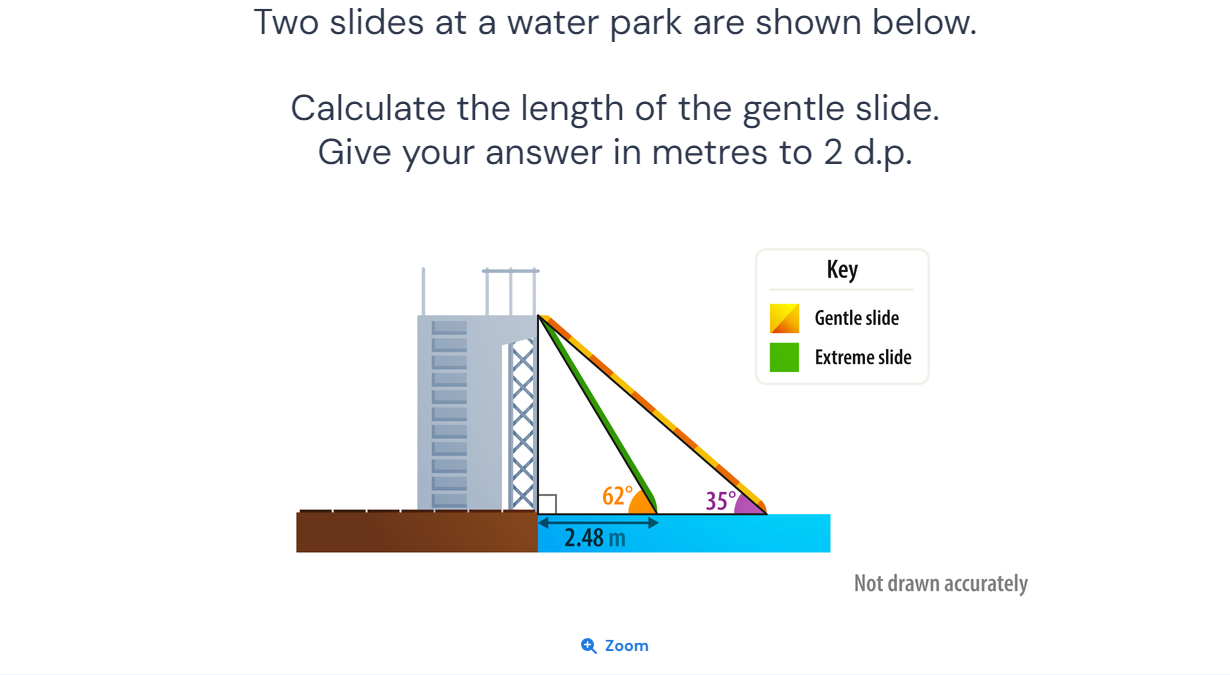 Two slides at a water park are shown below.
Calculate the length of the gentle slide.
Give your answer in metres to 2 d.p.
Key
Gentle slide
Extreme slide
62°
35°
2.48 m
Not drawn accurately
Zoom